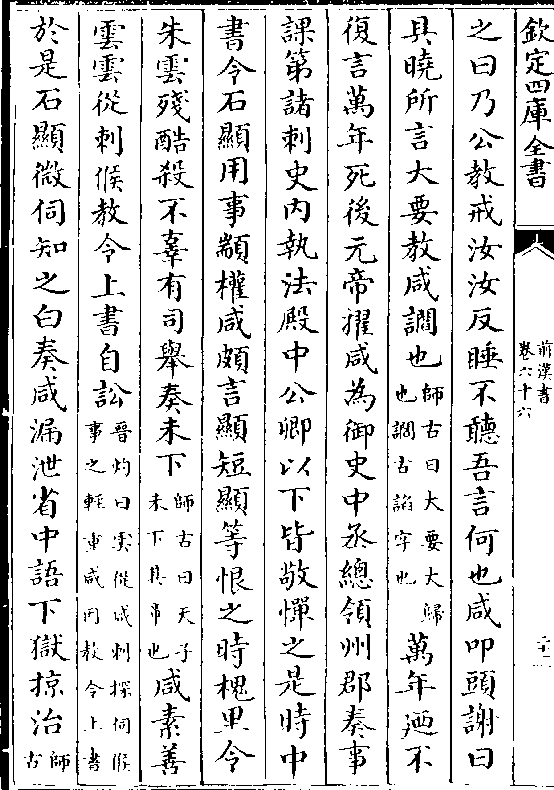 欽定四庫全書
前漢書
卷六十六
之曰乃公教戒汝汝反睡不聽吾言何也咸叩頭謝曰
具曉所言大要教咸讇也師古曰大要大歸也讇古諂字也萬年廼不
復言萬年死後元帝擢咸為御史中丞總領州郡奏事
課第諸刺史內執法殿中公卿以下皆敬憚之是時中
書令石顯用事顓權咸頗言顯短顯等恨之時槐里令
朱雲殘酷殺不辜有司舉奏未下師古曰天子未下其章也咸素善
雲雲從刺候教令上書自訟晉灼曰雲從咸刺探伺候事之輕重咸因教令上書
於是石顯微伺知之白奏咸漏泄省中語下獄掠治師古